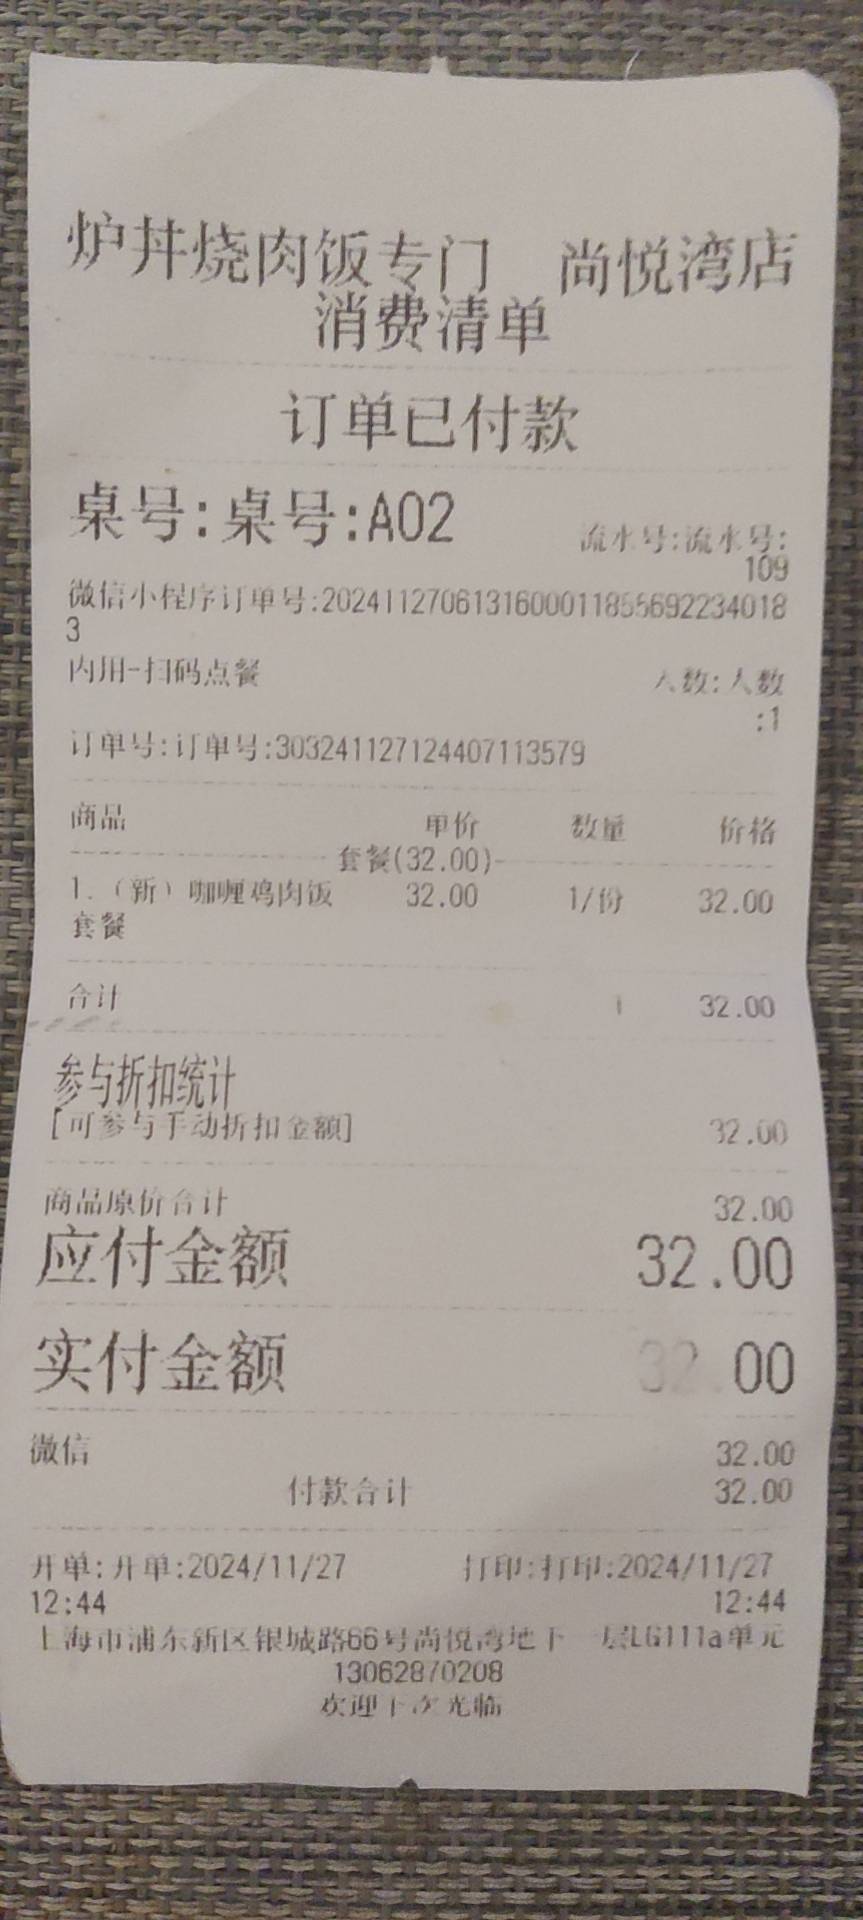 炉丼烧肉饭专门 尚悦湾店
消费清单
订单已付款
桌号:桌号:A02 流水号:流水号:
109
微信小程序订单号:2024112706131600011855692234018
3
内用-扫码点餐 人数:人数
:1
订单号:订单号:303241127124407113579
商品 单价 数量 价格
套餐(32.00)
1.（新）咖喱鸡肉饭 32.00 1/份 32.00
套餐
合计 1 32.00
参与折扣统计
[可参与手动折扣金额] 32.00
商品原价合计 32.00
应付金额 32.00
实付金额 32.00
微信 32.00
付款合计 32.00
开单:开单:2024/11/27 打印:打印:2024/11/27
12:44 12:44
上海市浦东新区银城路66号尚悦湾地下一层LG111a单元
13062870208
欢迎下次光临